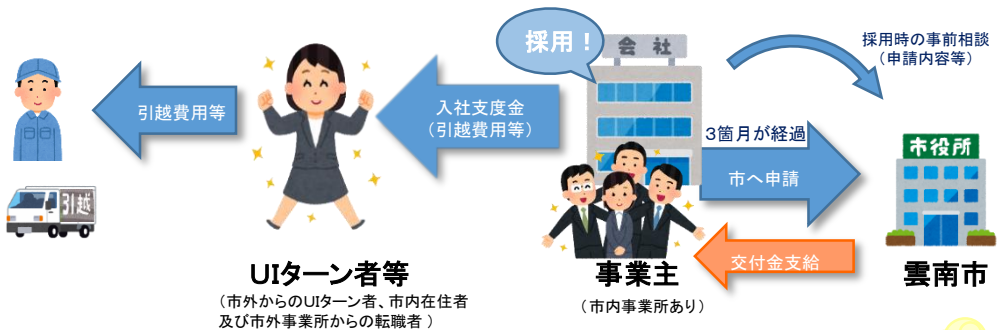 採用！
会社
採用時の事前相談
（申請内容等）
引越費用等
入社支度金
（引越費用等）
３箇月が経過
市へ申請
市役所
引越
交付金支給
UIターン者等
（市外からのUIターン者、市内在住者
及び市外事業所からの転職者 ）
事業主
（市内事業所あり）
雲南市